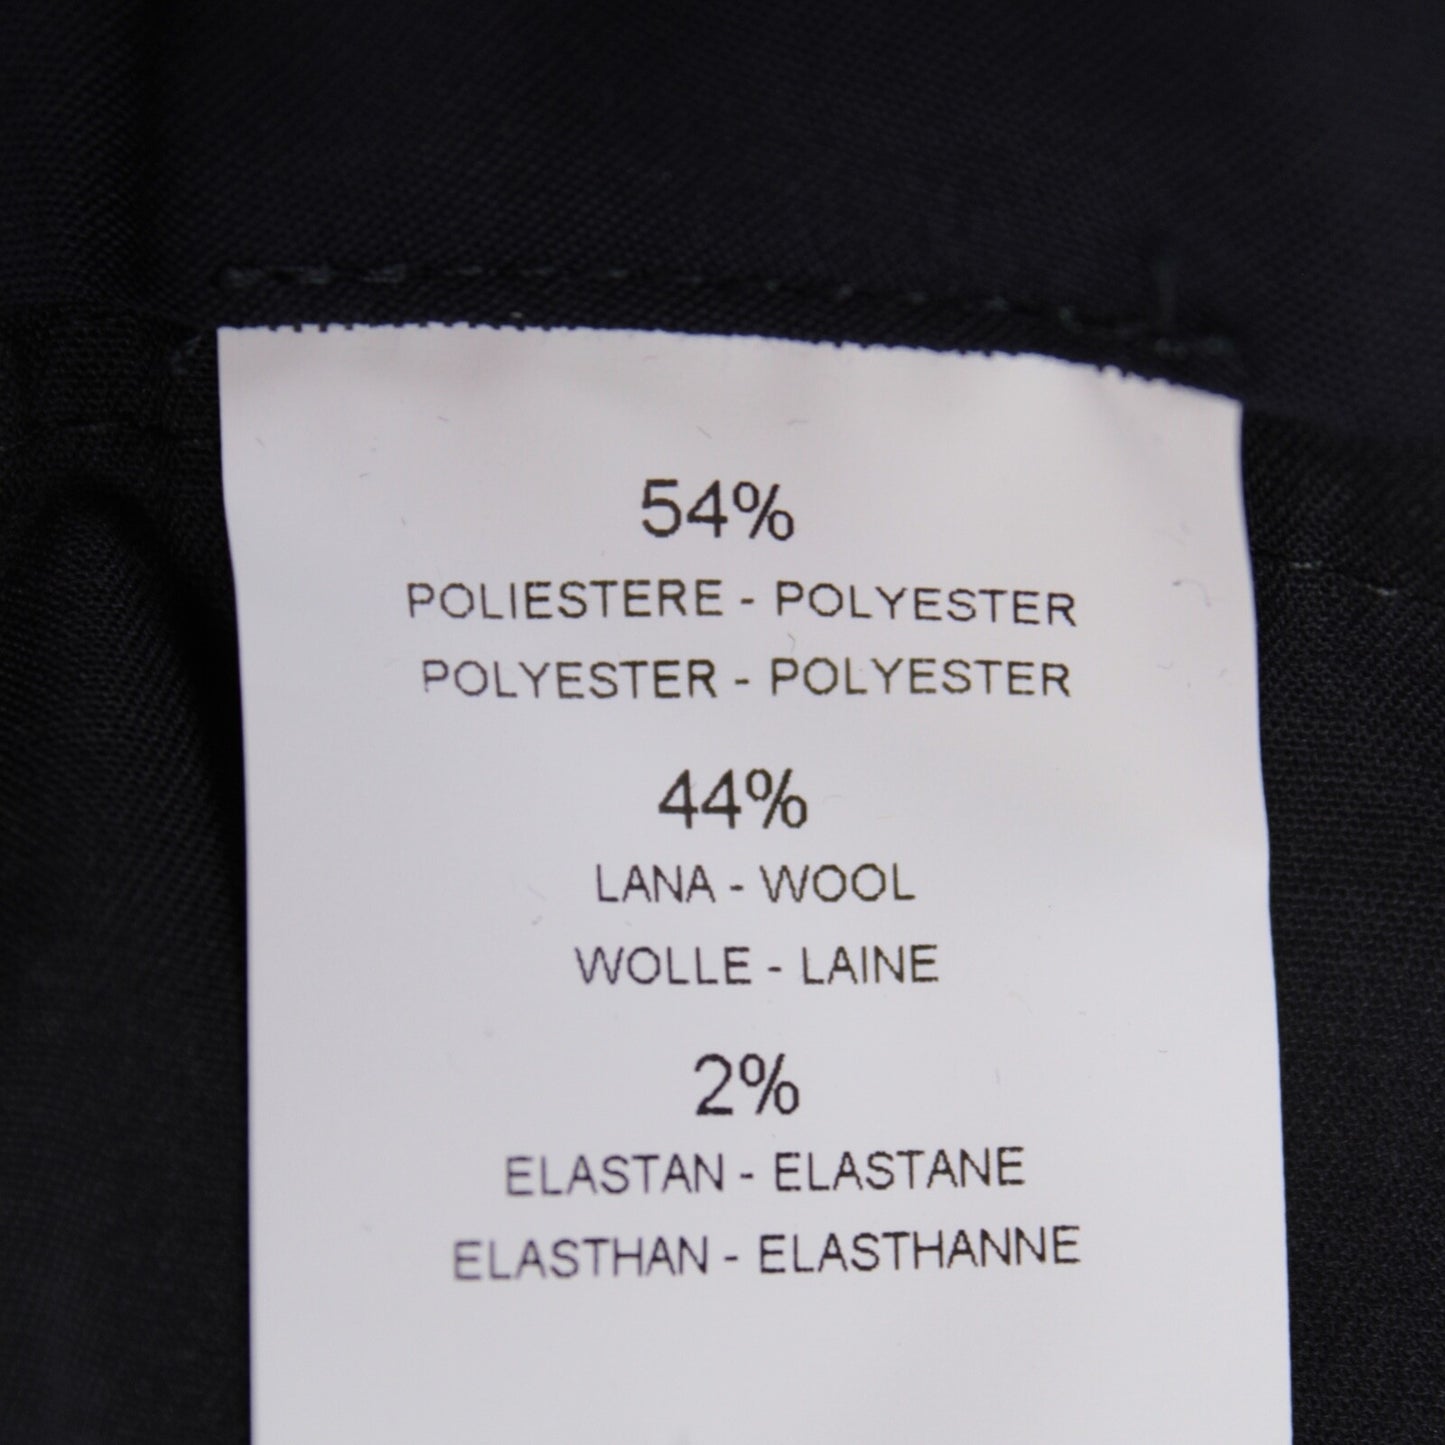 54%
POLIESTERE - POLYESTER
POLYESTER - POLYESTER
44%
LANA - WOOL
WOLLE - LAINE
2%
ELASTAN - ELASTANE
ELASTHAN - ELASTHANNE